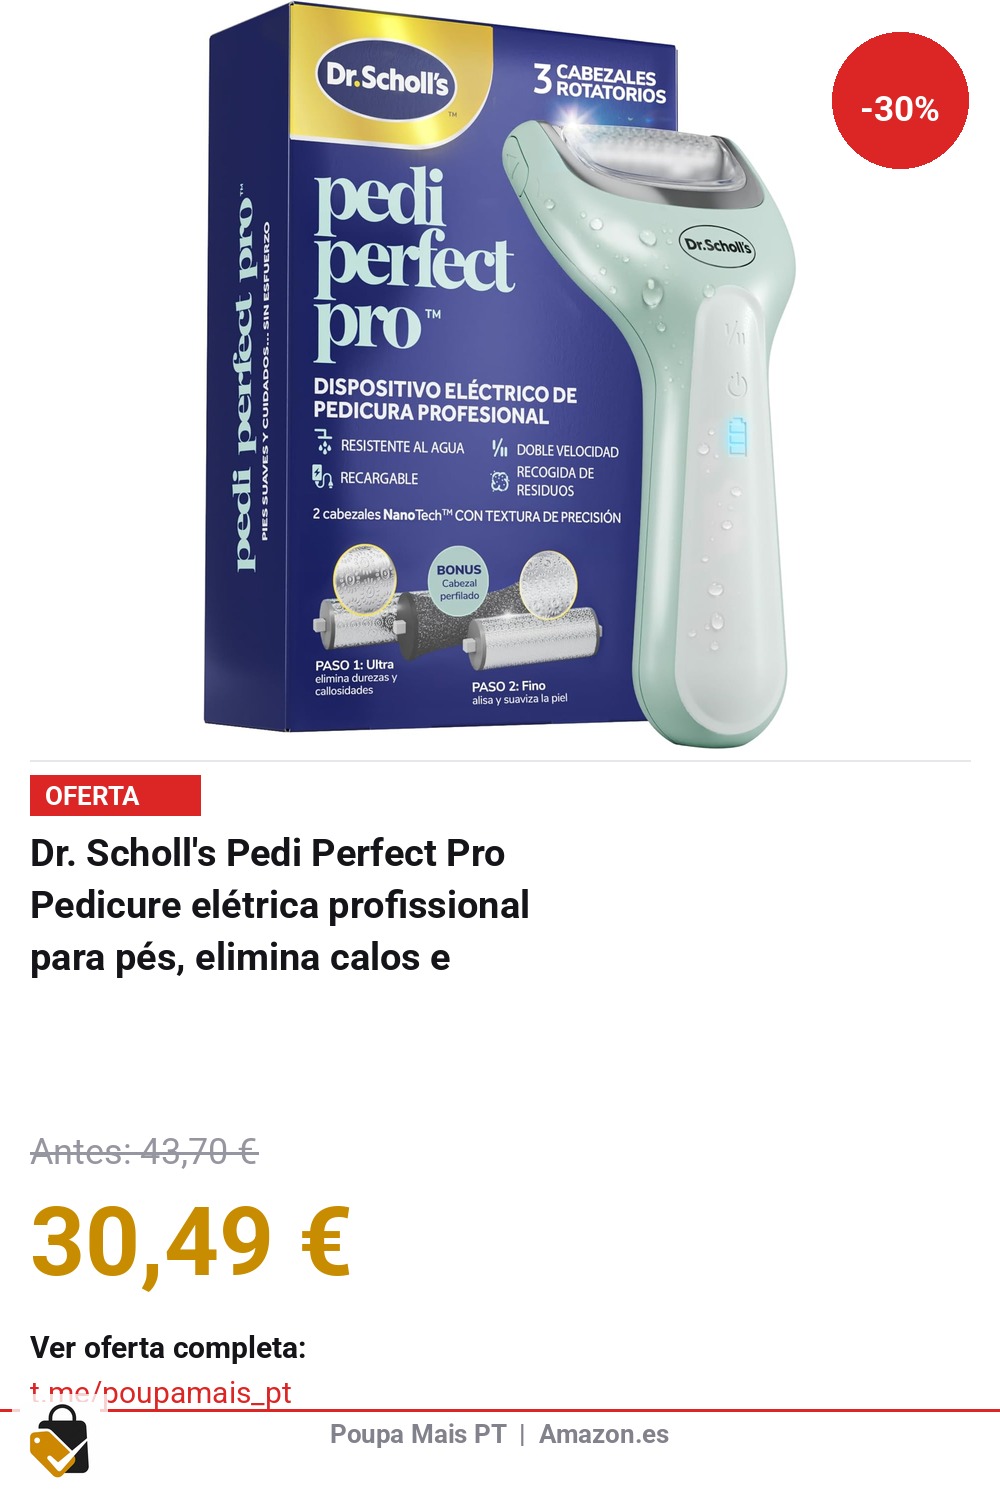 Dr.Scholl's™
3 CABEZALES
ROTATORIOS
-30%
pedi
perfect
pro™
pedi perfect pro™
PIES SUAVES Y CUIDADOS... SIN ESFUERZO
Dr.Scholl's
I/II
DISPOSITIVO ELÉCTRICO DE
PEDICURA PROFESIONAL
RESISTENTE AL AGUA
I/II DOBLE VELOCIDAD
RECARGABLE
RECOGIDA DE
RESIDUOS
2 cabezales NanoTech™ CON TEXTURA DE PRECISIÓN
BONUS
Cabezal
perfilado
PASO 1: Ultra
elimina durezas y
callosidades
PASO 2: Fino
alisa y suaviza la piel
OFERTA
Dr. Scholl's Pedi Perfect Pro
Pedicure elétrica profissional
para pés, elimina calos e
Antes: 43,70 €
30,49 €
Ver oferta completa:
t.me/poupamais_pt
Poupa Mais PT | Amazon.es